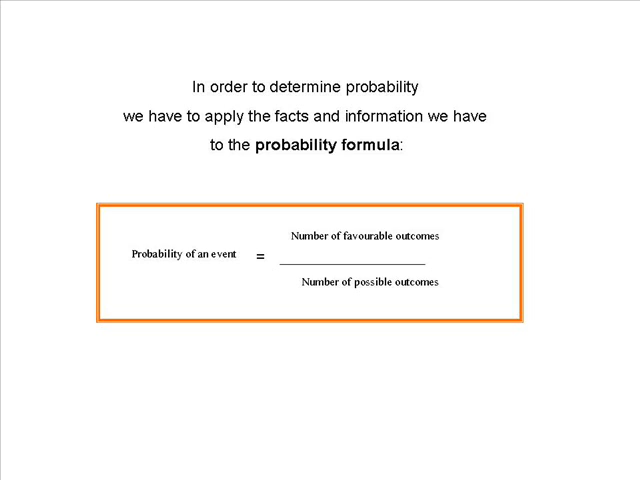 In order to determine probability
we have to apply the facts and information we have
to the probability formula:
Number of favourable outcomes
Probability of an event =
Number of possible outcomes